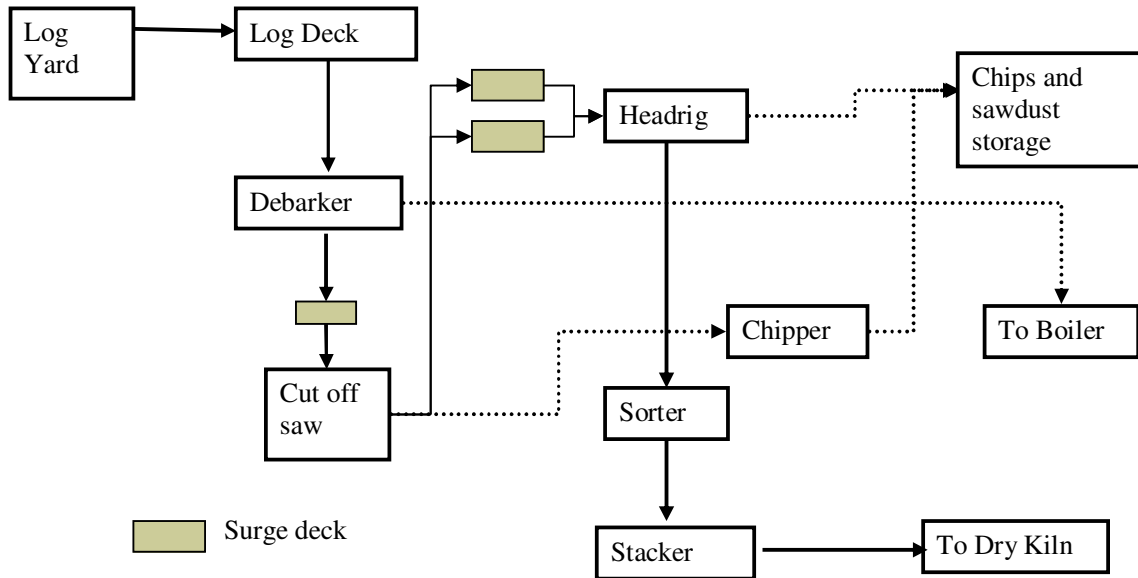 Log
Yard
Log Deck
Headrig
Chips and
sawdust
storage
Debarker
Chipper
To Boiler
Cut off
saw
Sorter
Surge deck
Stacker
To Dry Kiln